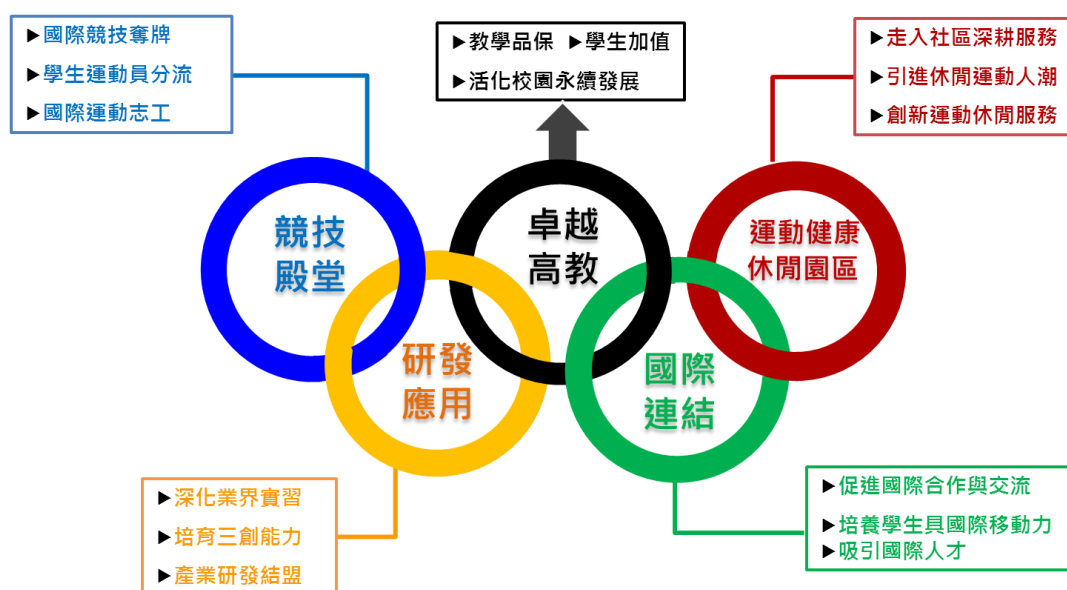 ▶國際競技奪牌
▶學生運動員分流
▶國際運動志工
▶教學品保 ▶學生加值
▶活化校園永續發展
▶走入社區深耕服務
▶引進休閒運動人潮
▶創新運動休閒服務
競技
殿堂
卓越
高教
運動健康
休閒園區
研發
應用
國際
連結
▶深化業界實習
▶培育三創能力
▶產業研發結盟
▶促進國際合作與交流
▶培養學生具國際移動力
▶吸引國際人才